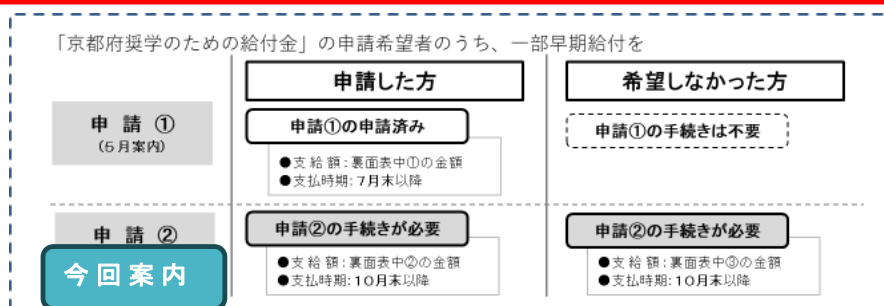 「京都府奨学のための給付金」の申請希望者のうち、一部早期給付を
申請した方
希望しなかった方
申 請 ①
(5月案内)
申請①の申請済み
●支 給 額：裏面表中①の金額
●支払時期：7月末以降
申請①の手続きは不要
申 請 ②
今回案内
申請②の手続きが必要
●支 給 額：裏面表中②の金額
●支払時期：10月末以降
申請②の手続きが必要
●支 給 額：裏面表中③の金額
●支払時期：10月末以降